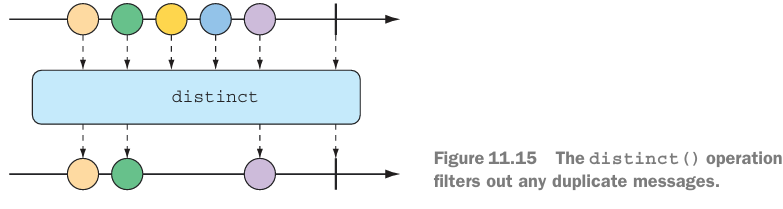 distinct
Figure 11.15 The distinct() operation
filters out any duplicate messages.